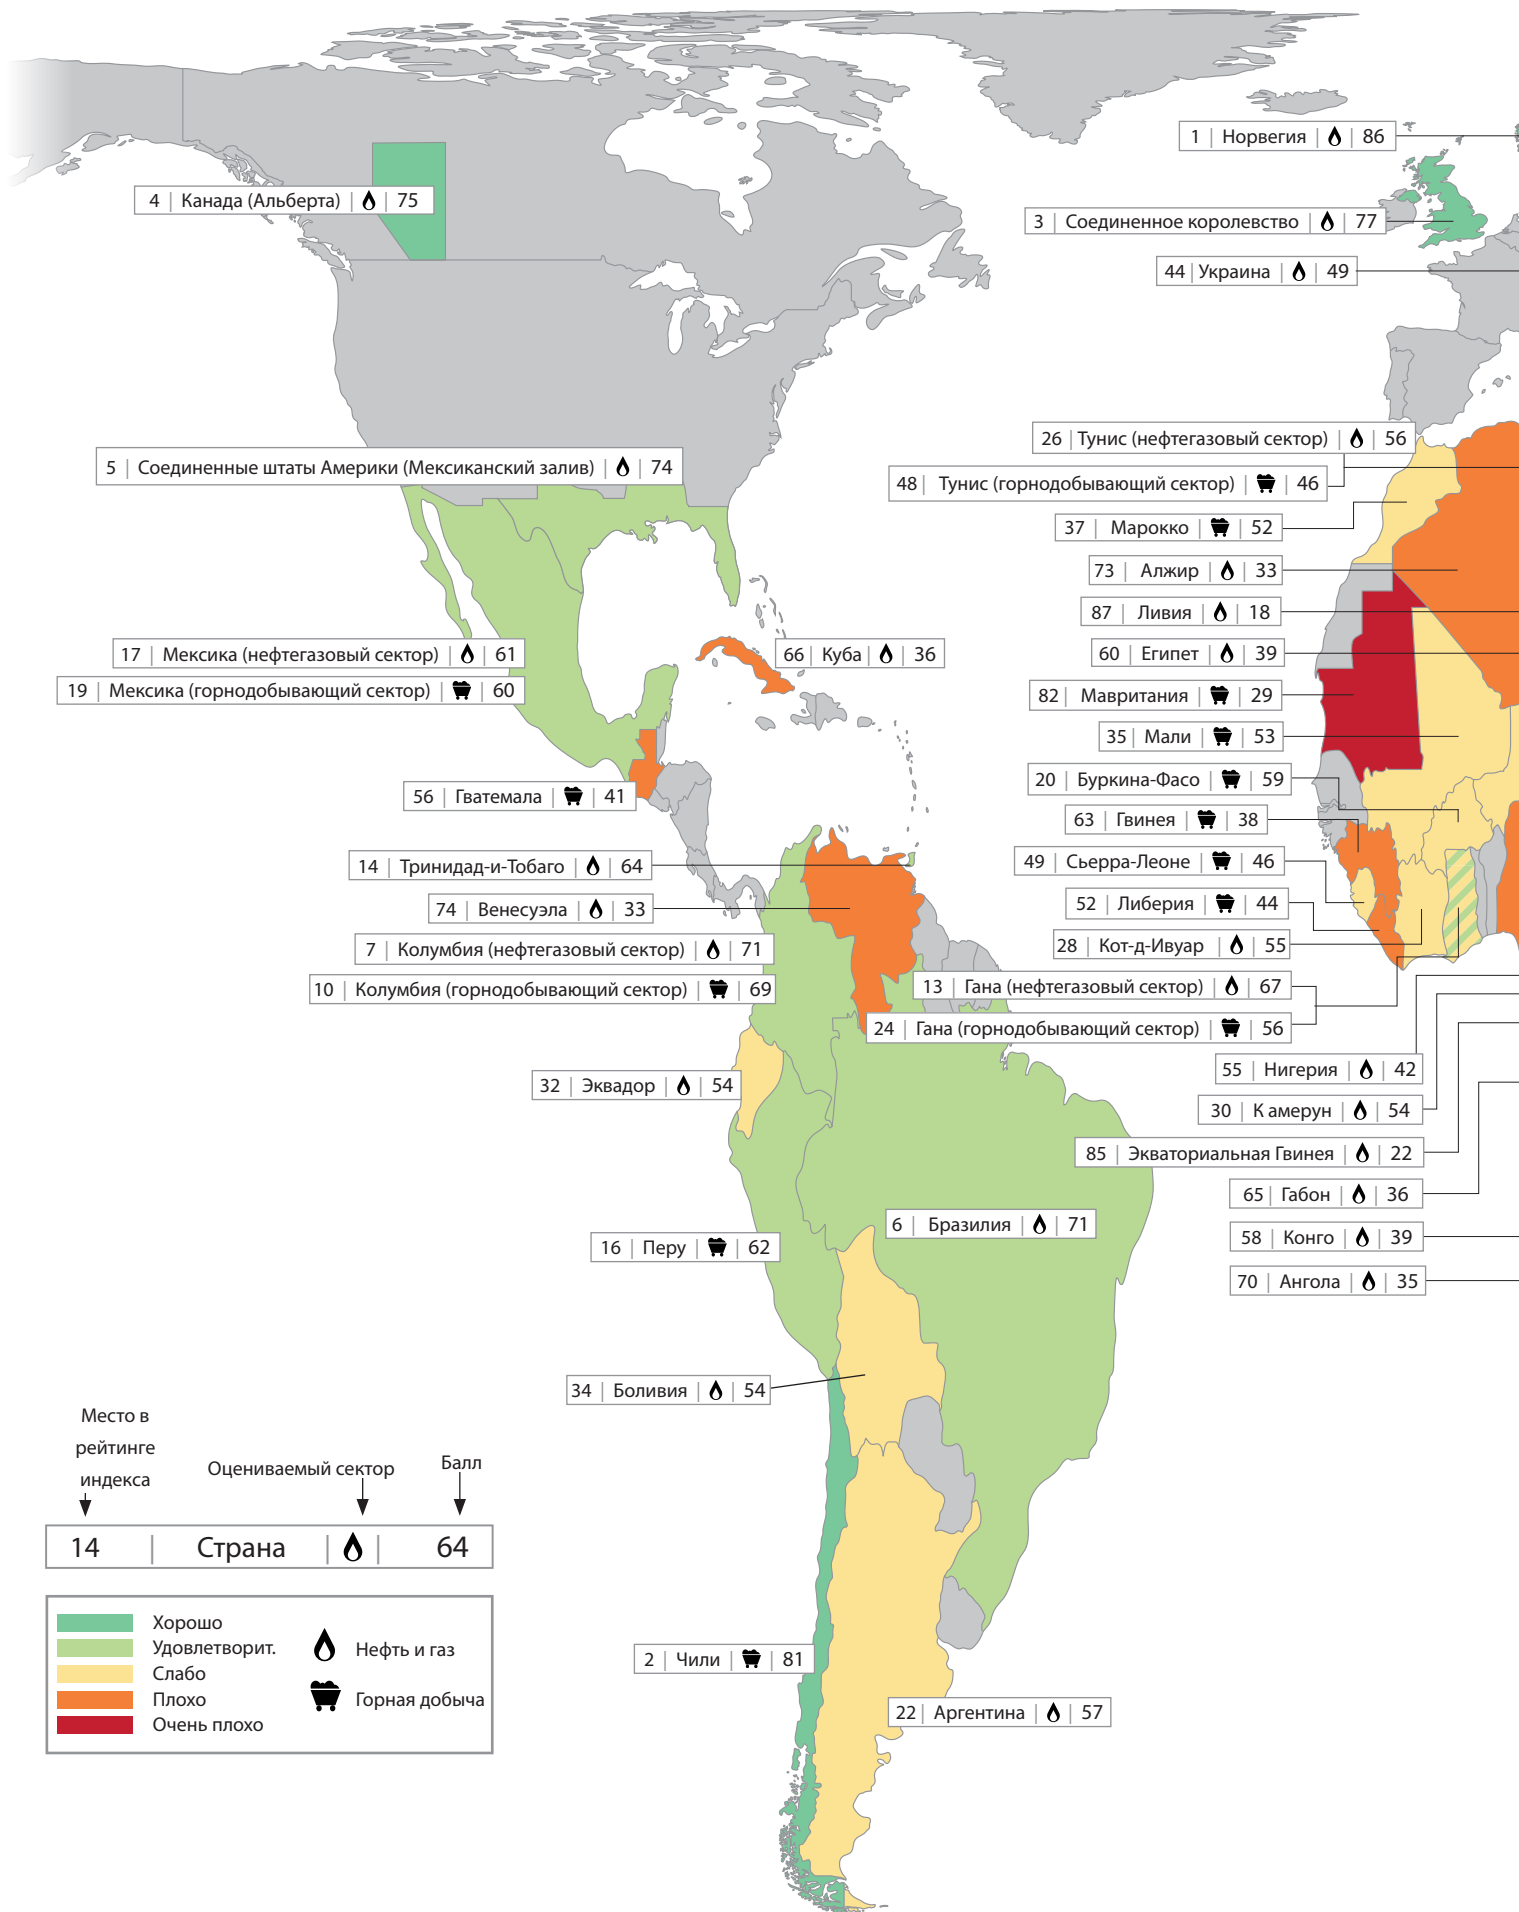 1 | Норвегия | 86
4 | Канада (Альберта) | 75
3 | Соединенное королевство | 77
44 | Украина | 49
26 | Тунис (нефтегазовый сектор) | 56
5 | Соединенные штаты Америки (Мексиканский залив) | 74
48 | Тунис (горнодобывающий сектор) | 46
37 | Марокко | 52
73 | Алжир | 33
87 | Ливия | 18
17 | Мексика (нефтегазовый сектор) | 61
66 | Куба | 36
60 | Египет | 39
19 | Мексика (горнодобывающий сектор) | 60
82 | Мавритания | 29
35 | Мали | 53
20 | Буркина-Фасо | 59
56 | Гватемала | 41
63 | Гвинея | 38
14 | Тринидад-и-Тобаго | 64
49 | Сьерра-Леоне | 46
74 | Венесуэла | 33
52 | Либерия | 44
7 | Колумбия (нефтегазовый сектор) | 71
28 | Кот-д-Ивуар | 55
10 | Колумбия (горнодобывающий сектор) | 69
13 | Гана (нефтегазовый сектор) | 67
24 | Гана (горнодобывающий сектор) | 56
55 | Нигерия | 42
32 | Эквадор | 54
30 | К амерун | 54
85 | Экваториальная Гвинея | 22
65 | Габон | 36
6 | Бразилия | 71
58 | Конго | 39
16 | Перу | 62
70 | Ангола | 35
34 | Боливия | 54
Место в
рейтинге
индекса
Оцениваемый сектор
Балл
14 | Страна | 64
Хорошо
Удовлетворит.
Слабо
Плохо
Очень плохо
Нефть и газ
Горная добыча
2 | Чили | 81
22 | Аргентина | 57